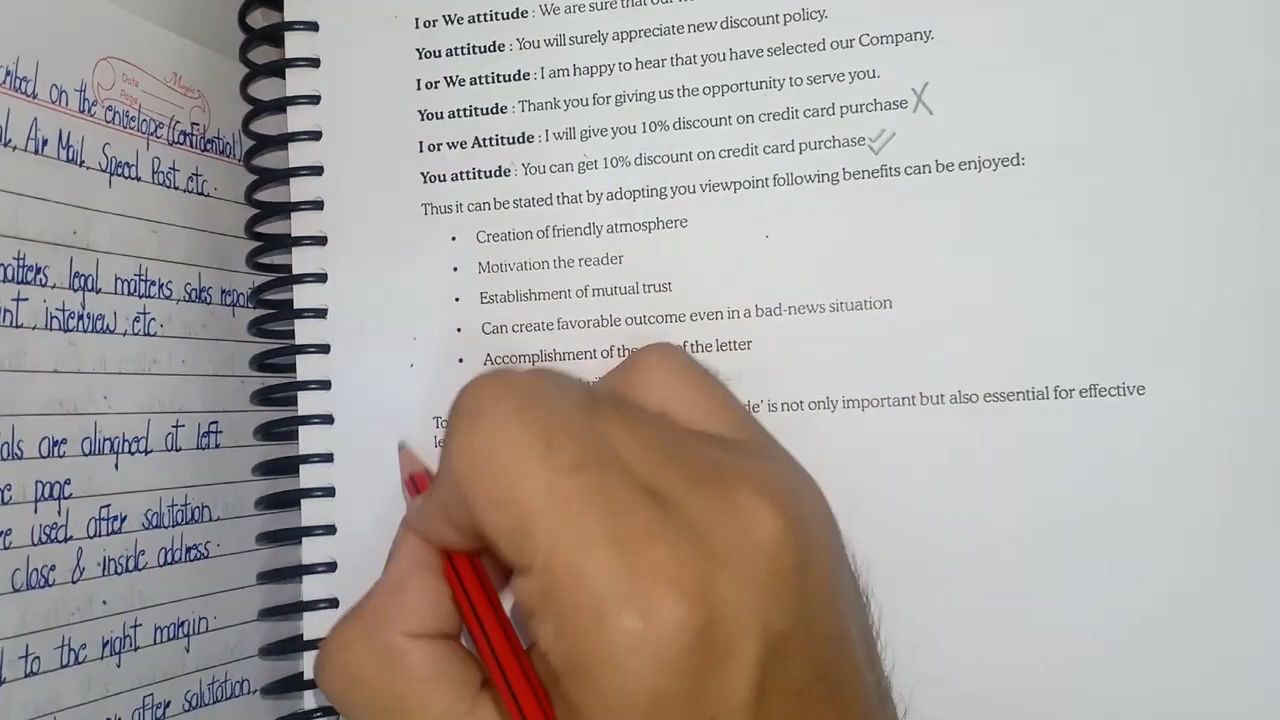 cribed on the envelope (Confidential)
Date
Page
Magic
Air Mail, Speed Post, etc.
matters, legal matters, sales
interview, etc.
are alinghed at left
page
used after salutation.
close & inside address.
to the right margin.
after salutation,
I or We attitude : We are sure that our
You attitude : You will surely appreciate new discount policy.
I or We attitude : I am happy to hear that you have selected our Company.
You attitude : Thank you for giving us the opportunity to serve you.
I or we Attitude : I will give you 10% discount on credit card purchase
You attitude : You can get 10% discount on credit card purchase
Thus it can be stated that by adopting you viewpoint following benefits can be enjoyed:
• Creation of friendly atmosphere
• Motivation the reader
• Establishment of mutual trust
• Can create favorable outcome even in a bad-news situation
• Accomplishment of the of the letter
is not only important but also essential for effective